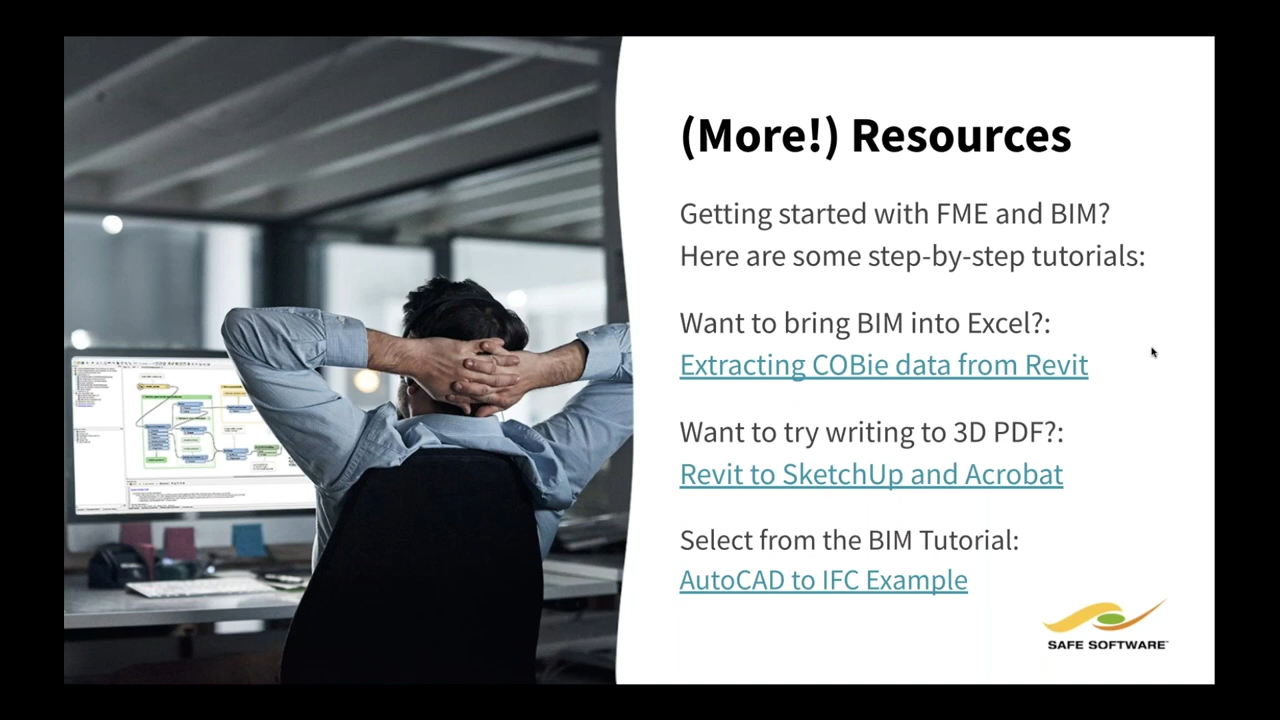 (More!) Resources
Getting started with FME and BIM?
Here are some step-by-step tutorials:
Want to bring BIM into Excel?:
Extracting COBie data from Revit
Want to try writing to 3D PDF?:
Revit to SketchUp and Acrobat
Select from the BIM Tutorial:
AutoCAD to IFC Example
SAFE SOFTWARE™